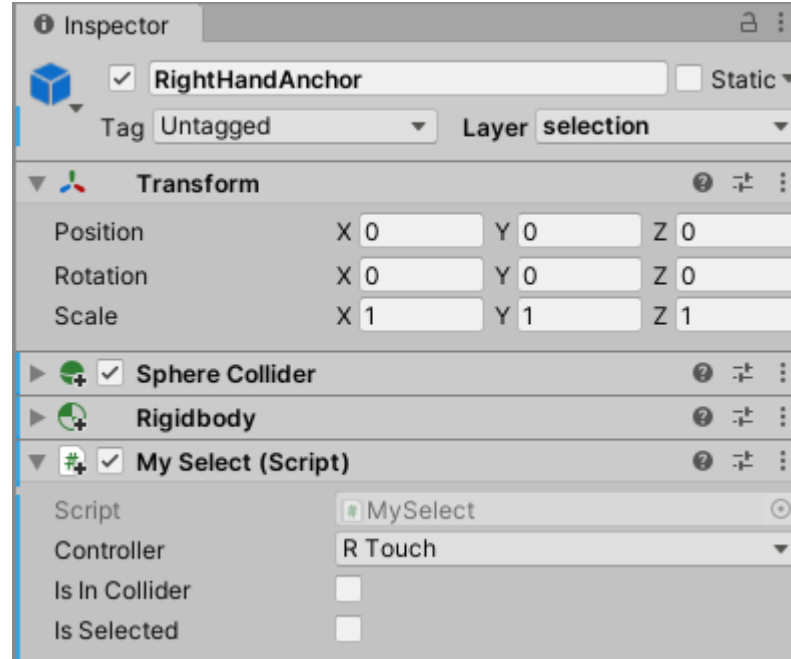 Inspector
RightHandAnchor Static
Tag Untagged Layer selection
Transform
Position X 0 Y 0 Z 0
Rotation X 0 Y 0 Z 0
Scale X 1 Y 1 Z 1
Sphere Collider
Rigidbody
# My Select (Script)
Script # MySelect
Controller R Touch
Is In Collider
Is Selected